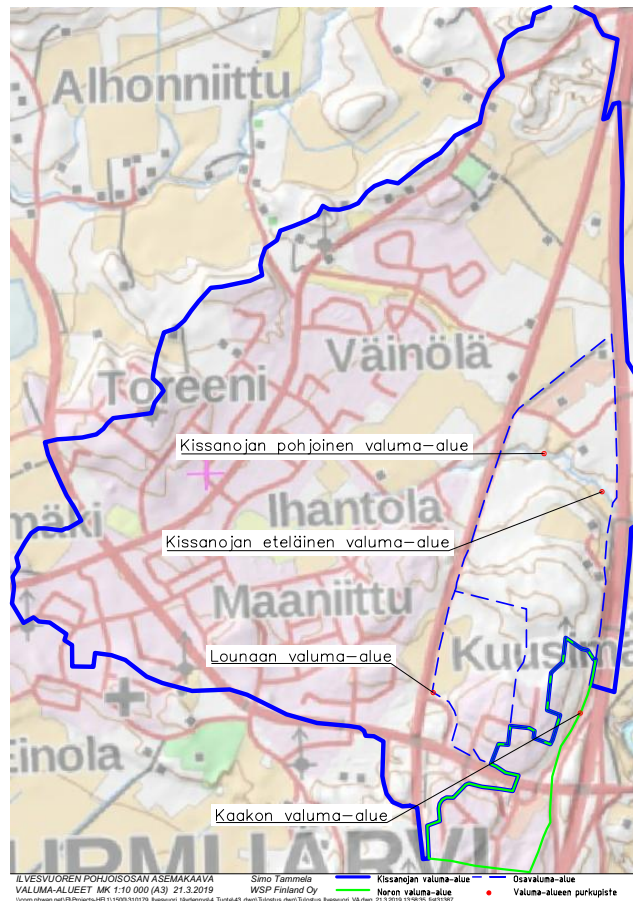 Alhonniittu
Väinölä
Toreeni
Kissanojan pohjoinen valuma-alue
Ihantola
mäki
Kissanojan eteläinen valuma-alue
Maaniittu
Lounaan valuma-alue
Kuusimä
Einola
Kaakon valuma-alue
URMIJÄRVI
ILVESVUOREN POHJOISOSAN ASEMAKAAVA
VALUMA-ALUEET MK 1:10 000 (A3) 21.3.2019
Simo Tammela
WSP Finland Oy
Kissanojan valuma-alue
Osavaluma-alue
Noron valuma-alue
Valuma-alueen purkupiste